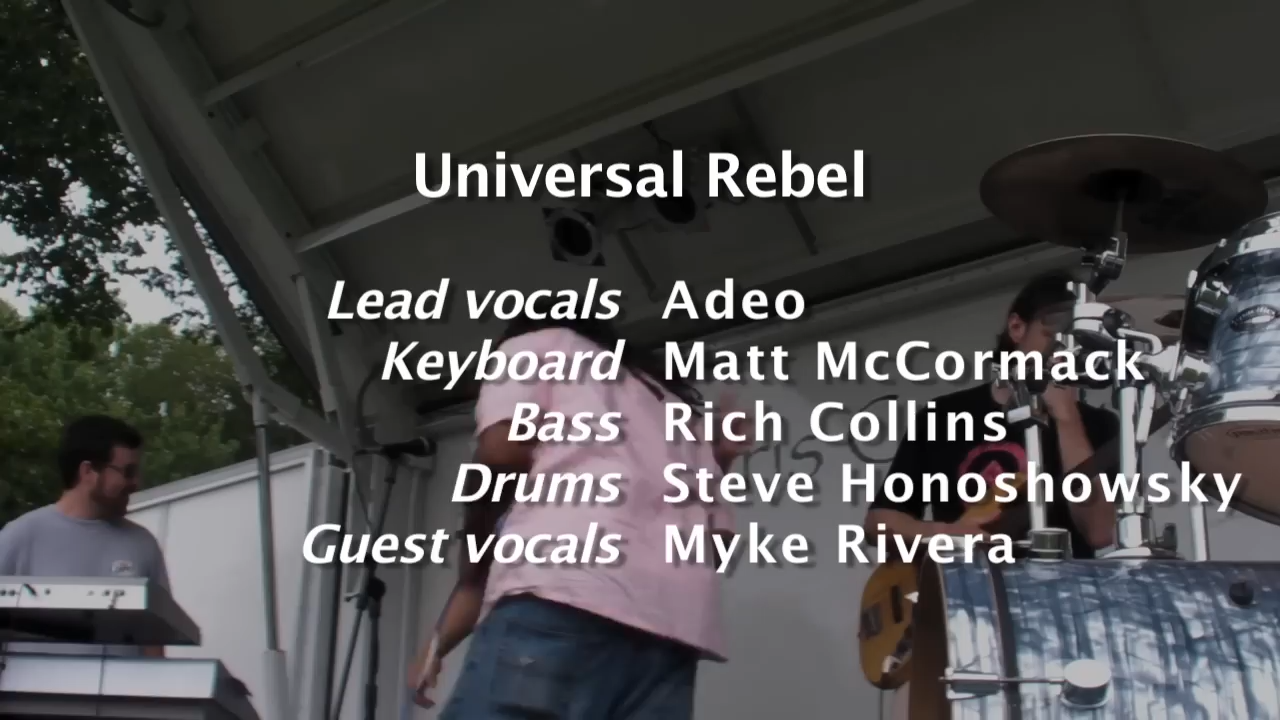 Universal Rebel
Lead vocals Adeo
Keyboard Matt McCormack
Bass Rich Collins
Drums Steve Honoshowsky
Guest vocals Myke Rivera